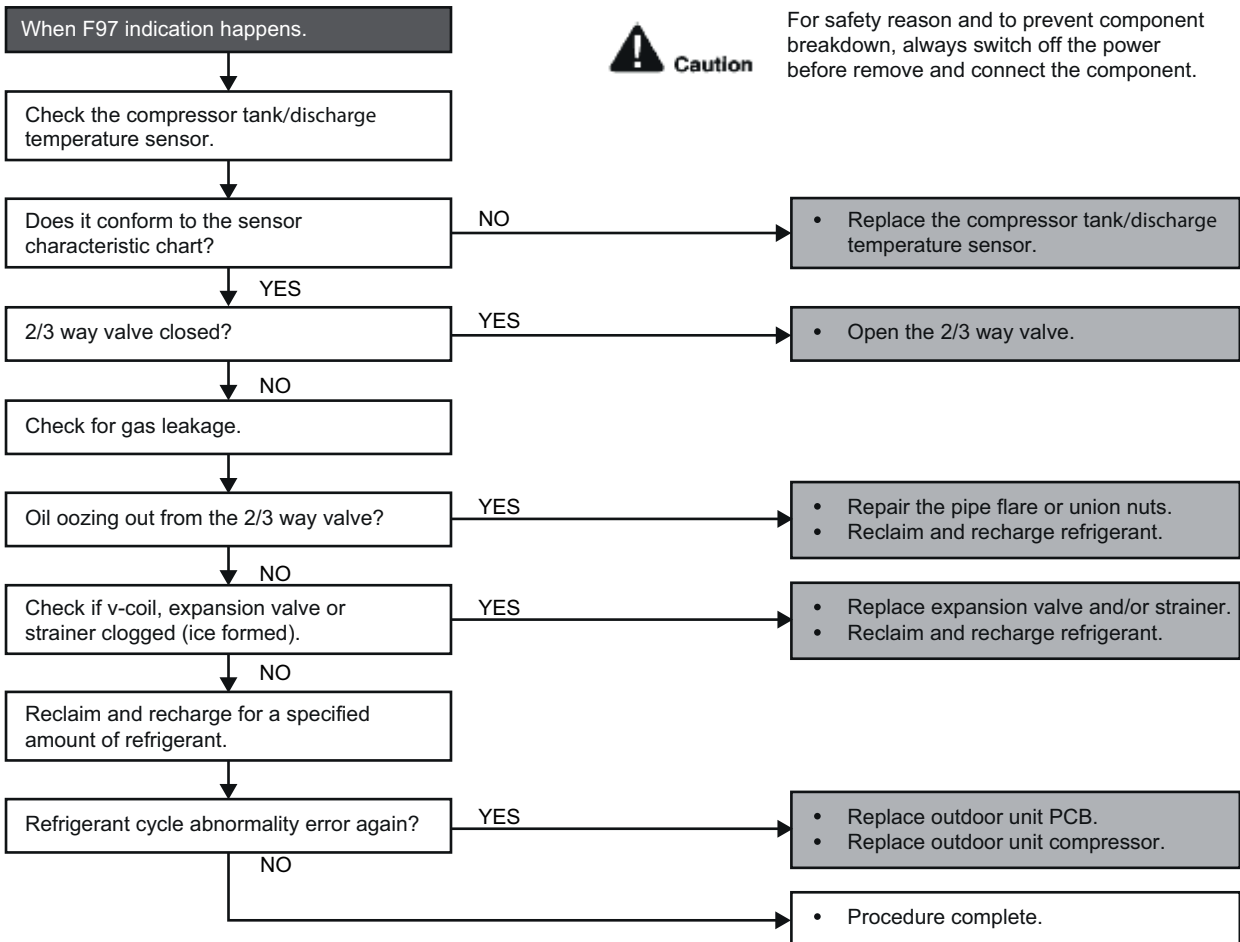 When F97 indication happens.
Caution
For safety reason and to prevent component
breakdown, always switch off the power
before remove and connect the component.
Check the compressor tank/discharge
temperature sensor.
Does it conform to the sensor
characteristic chart?
NO
• Replace the compressor tank/discharge
temperature sensor.
YES
2/3 way valve closed?
YES
• Open the 2/3 way valve.
NO
Check for gas leakage.
Oil oozing out from the 2/3 way valve?
YES
• Repair the pipe flare or union nuts.
• Reclaim and recharge refrigerant.
NO
Check if v-coil, expansion valve or
strainer clogged (ice formed).
YES
• Replace expansion valve and/or strainer.
• Reclaim and recharge refrigerant.
NO
Reclaim and recharge for a specified
amount of refrigerant.
Refrigerant cycle abnormality error again?
YES
• Replace outdoor unit PCB.
• Replace outdoor unit compressor.
NO
• Procedure complete.